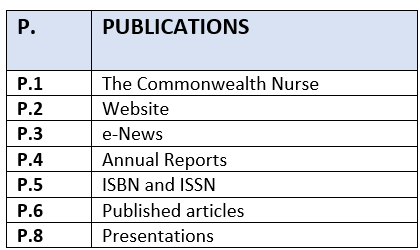 P. PUBLICATIONS
P.1 The Commonwealth Nurse
P.2 Website
P.3 e-News
P.4 Annual Reports
P.5 ISBN and ISSN
P.6 Published articles
P.8 Presentations